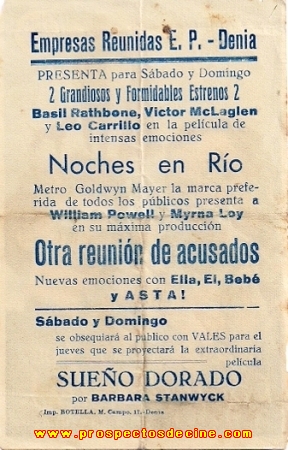 Empresas Reunidas E. P. - Denia
PRESENTA para Sábado y Domingo
2 Grandiosos y Formidables Estrenos 2
Basil Rathbone, Victor McLaglen
y Leo Carrillo en la película de
intensas emociones
Noches en Río
Metro Goldwyn Mayer la marca prefe-
rida de todos los públicos presenta a
William Powell y Myrna Loy
en su máxima producción
Otra reunión de acusados
Nuevas emociones con Ella, El, Bebé
y ASTA!
Sábado y Domingo
se obsequiará al público con VALES para el
jueves que se proyectará la extraordinaria
película
SUEÑO DORADO
por BARBARA STANWYCK
Imp. BOTELLA, M. Campo, 17.-Denia
www.prospectosdecine.com